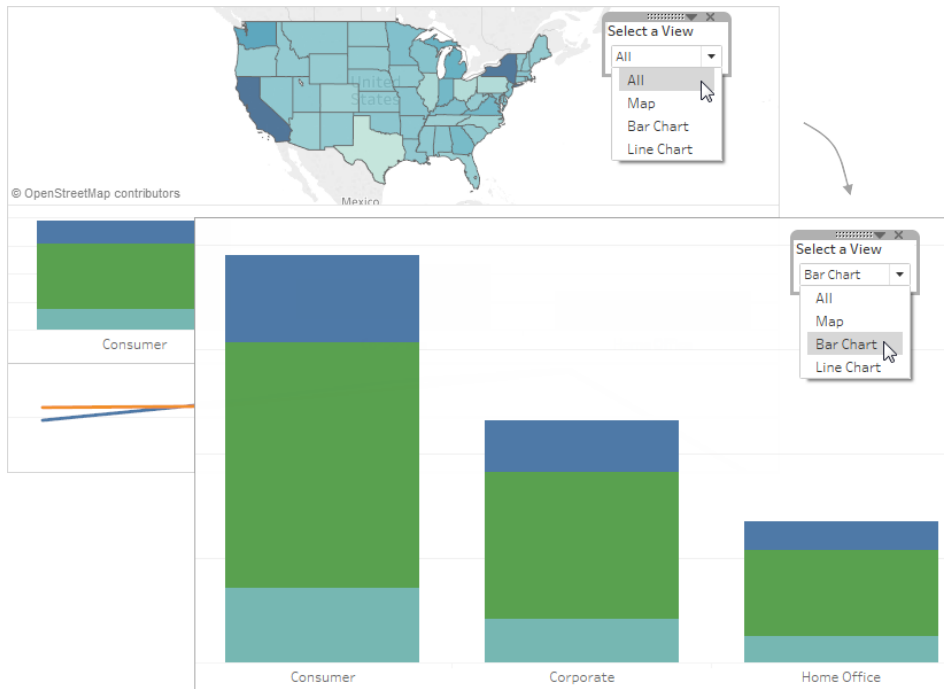 Select a View
All
All
Map
Bar Chart
Line Chart
United
States
Mexico
© OpenStreetMap contributors
Consumer
Select a View
Bar Chart
All
Map
Bar Chart
Line Chart
Consumer
Corporate
Home Office